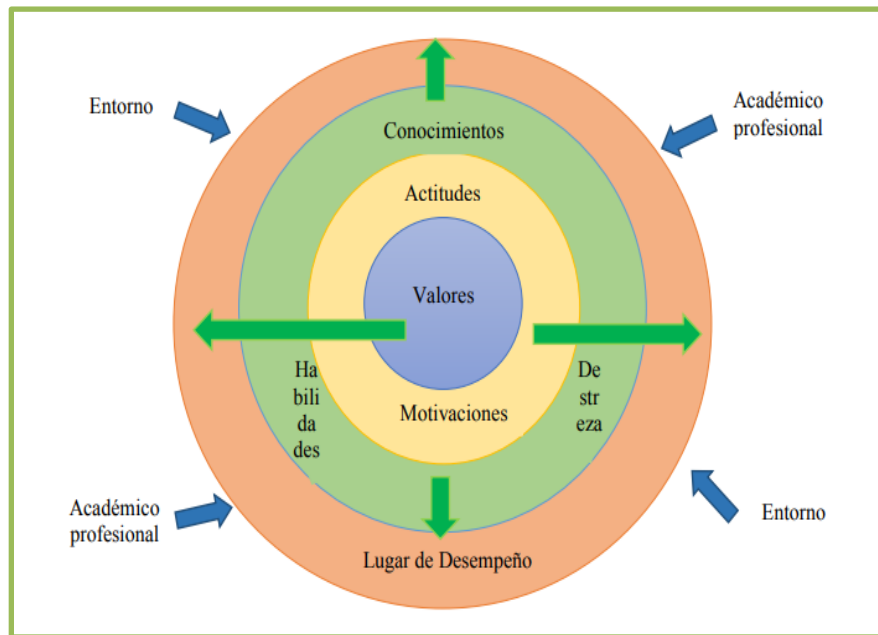 Entorno
Académico
profesional
Conocimientos
Actitudes
Valores
Ha
bili
da
des
De
str
eza
Motivaciones
Académico
profesional
Entorno
Lugar de Desempeño